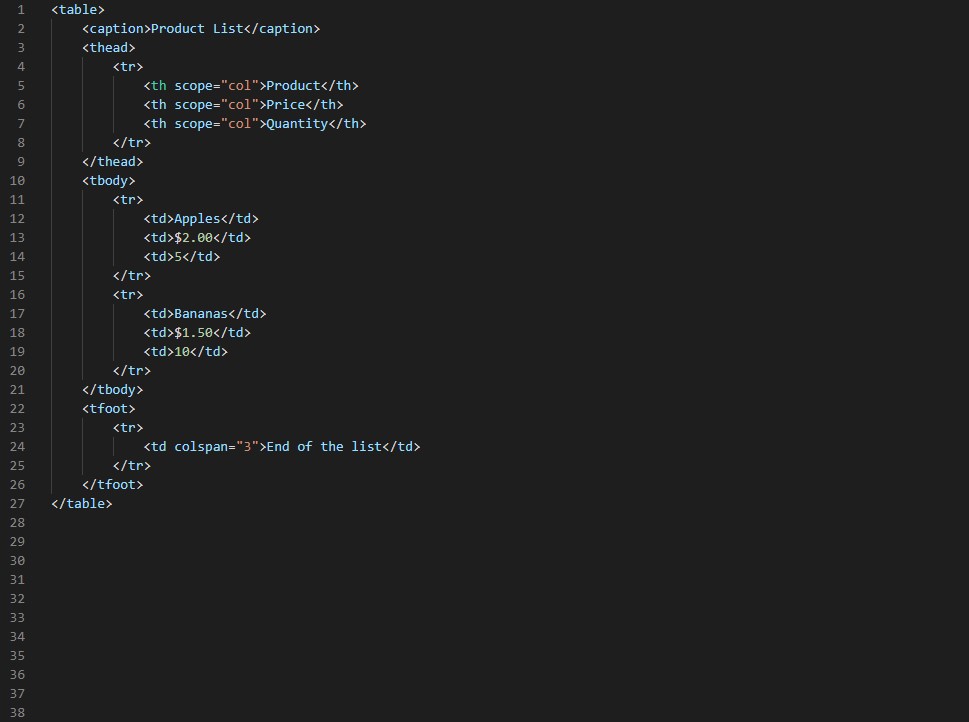 1 <table>
2     <caption>Product List</caption>
3     <thead>
4         <tr>
5             <th scope="col">Product</th>
6             <th scope="col">Price</th>
7             <th scope="col">Quantity</th>
8         </tr>
9     </thead>
10     <tbody>
11         <tr>
12             <td>Apples</td>
13             <td>$2.00</td>
14             <td>5</td>
15         </tr>
16         <tr>
17             <td>Bananas</td>
18             <td>$1.50</td>
19             <td>10</td>
20         </tr>
21     </tbody>
22     <tfoot>
23         <tr>
24             <td colspan="3">End of the list</td>
25         </tr>
26     </tfoot>
27 </table>
28
29
30
31
32
33
34
35
36
37
38